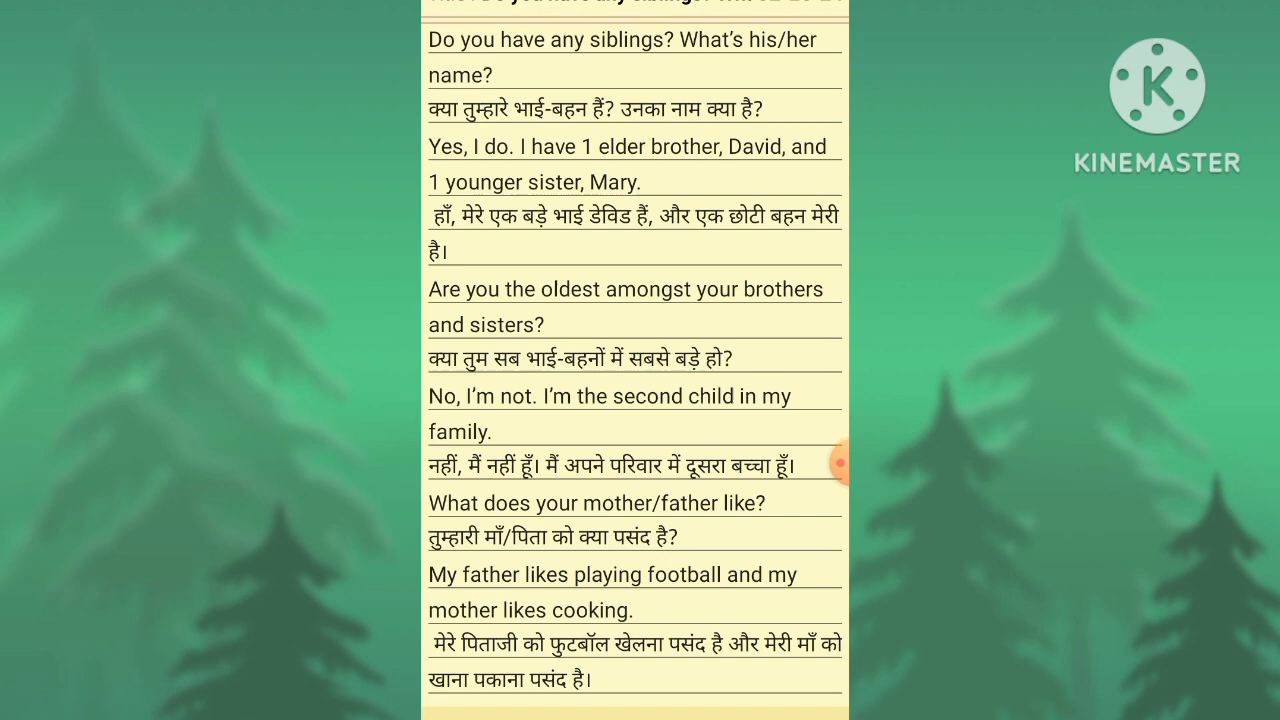 Do you have any siblings? What's his/her
name?
क्या तुम्हारे भाई-बहन हैं? उनका नाम क्या है?
Yes, I do. I have 1 elder brother, David, and
1 younger sister, Mary.
हाँ, मेरे एक बड़े भाई डेविड हैं, और एक छोटी बहन मेरी
है।
Are you the oldest amongst your brothers
and sisters?
क्या तुम सब भाई-बहनों में सबसे बड़े हो?
No, I'm not. I'm the second child in my
family.
नहीं, मैं नहीं हूँ। मैं अपने परिवार में दूसरा बच्चा हूँ।
What does your mother/father like?
तुम्हारी माँ/पिता को क्या पसंद है?
My father likes playing football and my
mother likes cooking.
मेरे पिताजी को फुटबॉल खेलना पसंद है और मेरी माँ को
खाना पकाना पसंद है।
K
KINEMASTER